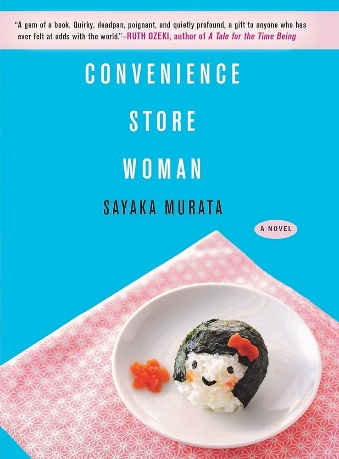 "A gem of a book. Quirky, deadpan, poignant, and quietly profound, a gift to anyone who has
ever felt at odds with the world."—RUTH OZEKI, author of A Tale for the Time Being
CONVENIENCE
STORE
WOMAN
SAYAKA MURATA
A NOVEL